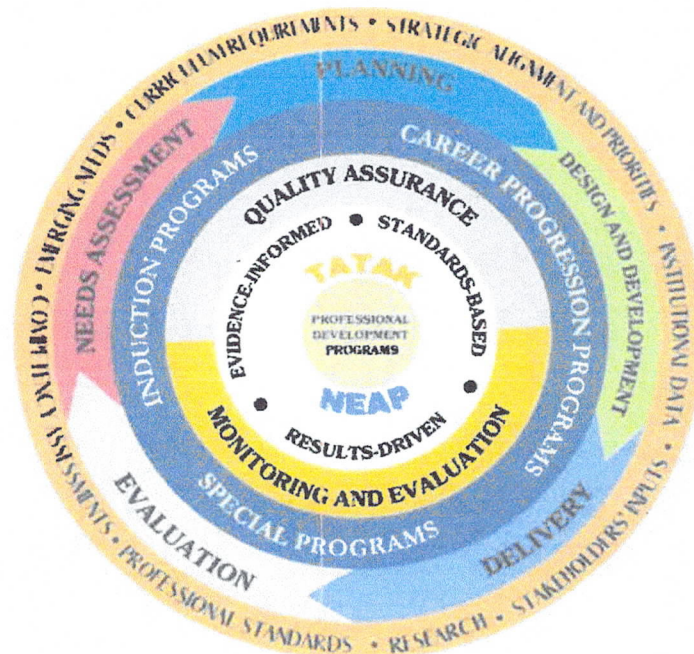 CURRICULUM REQUIREMENTS • STRATEGIC ALIGNMENT AND PRIORITIES • INSTITUTIONAL DATA • STAKEHOLDERS' INPUTS • RESEARCH • PROFESSIONAL STANDARDS • COMPETENCY ASSESSMENTS • EMERGING NEEDS •
PLANNING
DESIGN AND DEVELOPMENT
DELIVERY
EVALUATION
NEEDS ASSESSMENT
INDUCTION PROGRAMS
CAREER PROGRESSION PROGRAMS
SPECIAL PROGRAMS
QUALITY ASSURANCE
MONITORING AND EVALUATION
EVIDENCE-INFORMED • STANDARDS-BASED • RESULTS-DRIVEN •
TATAK
PROFESSIONAL
DEVELOPMENT
PROGRAMS
NEAP